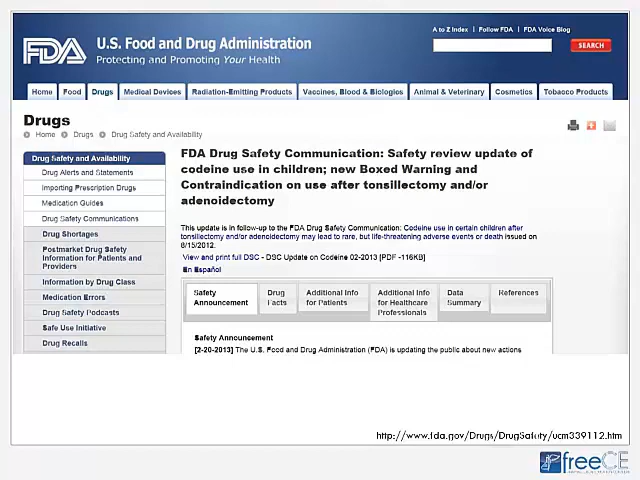 A to Z Index | Follow FDA | FDA Voice Blog
FDA U.S. Food and Drug Administration
Protecting and Promoting Your Health
SEARCH
Home Food Drugs Medical Devices Radiation-Emitting Products Vaccines, Blood & Biologics Animal & Veterinary Cosmetics Tobacco Products
Drugs
Home Drugs Drug Safety and Availability
Drug Safety and Availability
Drug Alerts and Statements
Importing Prescription Drugs
Medication Guides
Drug Safety Communications
Drug Shortages
Postmarket Drug Safety
Information for Patients and
Providers
Information by Drug Class
Medication Errors
Drug Safety Podcasts
Safe Use Initiative
Drug Recalls
FDA Drug Safety Communication: Safety review update of
codeine use in children; new Boxed Warning and
Contraindication on use after tonsillectomy and/or
adenoidectomy
This update is in follow-up to the FDA Drug Safety Communication: Codeine use in certain children after
tonsillectomy and/or adenoidectomy may lead to rare, but life-threatening adverse events or death issued on
8/15/2012.
View and print full DSC - DSC Update on Codeine 02-2013 [PDF -116KB]
En Español
Safety
Announcement
Drug
Facts
Additional Info
for Patients
Additional Info
for Healthcare
Professionals
Data
Summary
References
Safety Announcement
[2-20-2013] The U.S. Food and Drug Administration (FDA) is updating the public about new actions
http://www.fda.gov/Drugs/DrugSafety/ucm339112.htm
freeCE